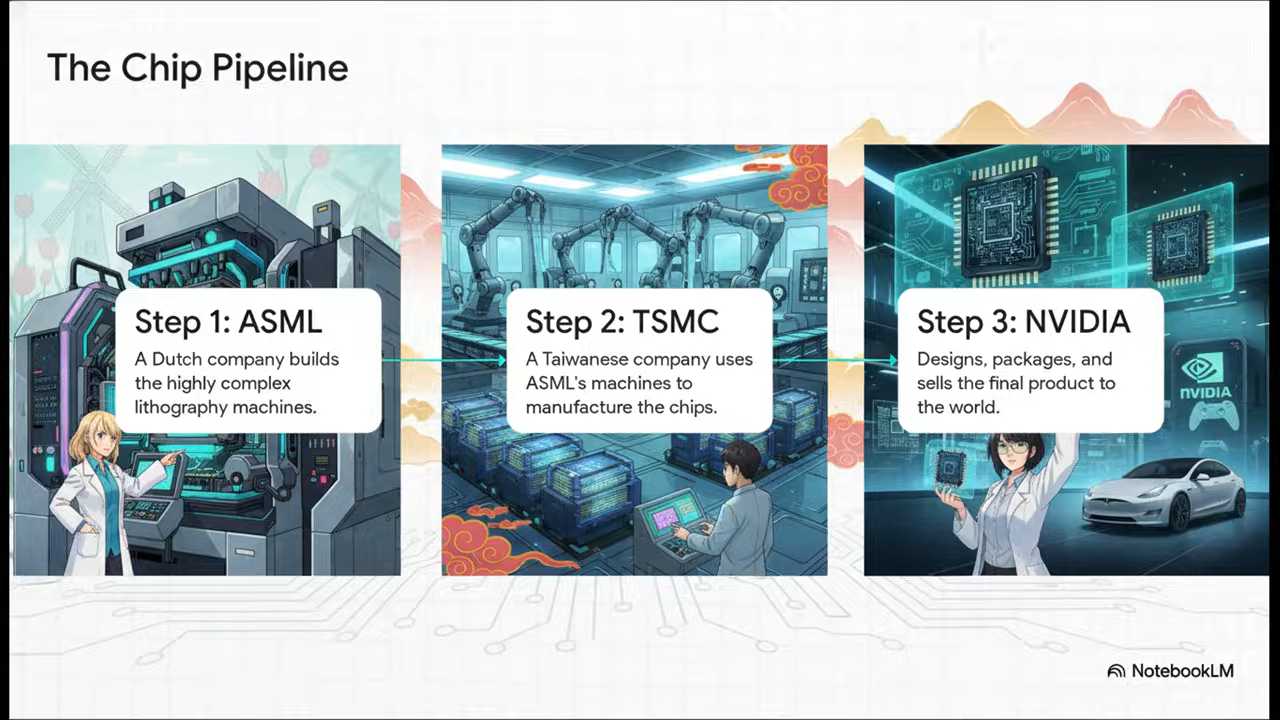 The Chip Pipeline
Step 1: ASML
A Dutch company builds
the highly complex
lithography machines.
Step 2: TSMC
A Taiwanese company uses
ASML's machines to
manufacture the chips.
Step 3: NVIDIA
Designs, packages, and
sells the final product to
the world.
NVIDIA
NotebookLM